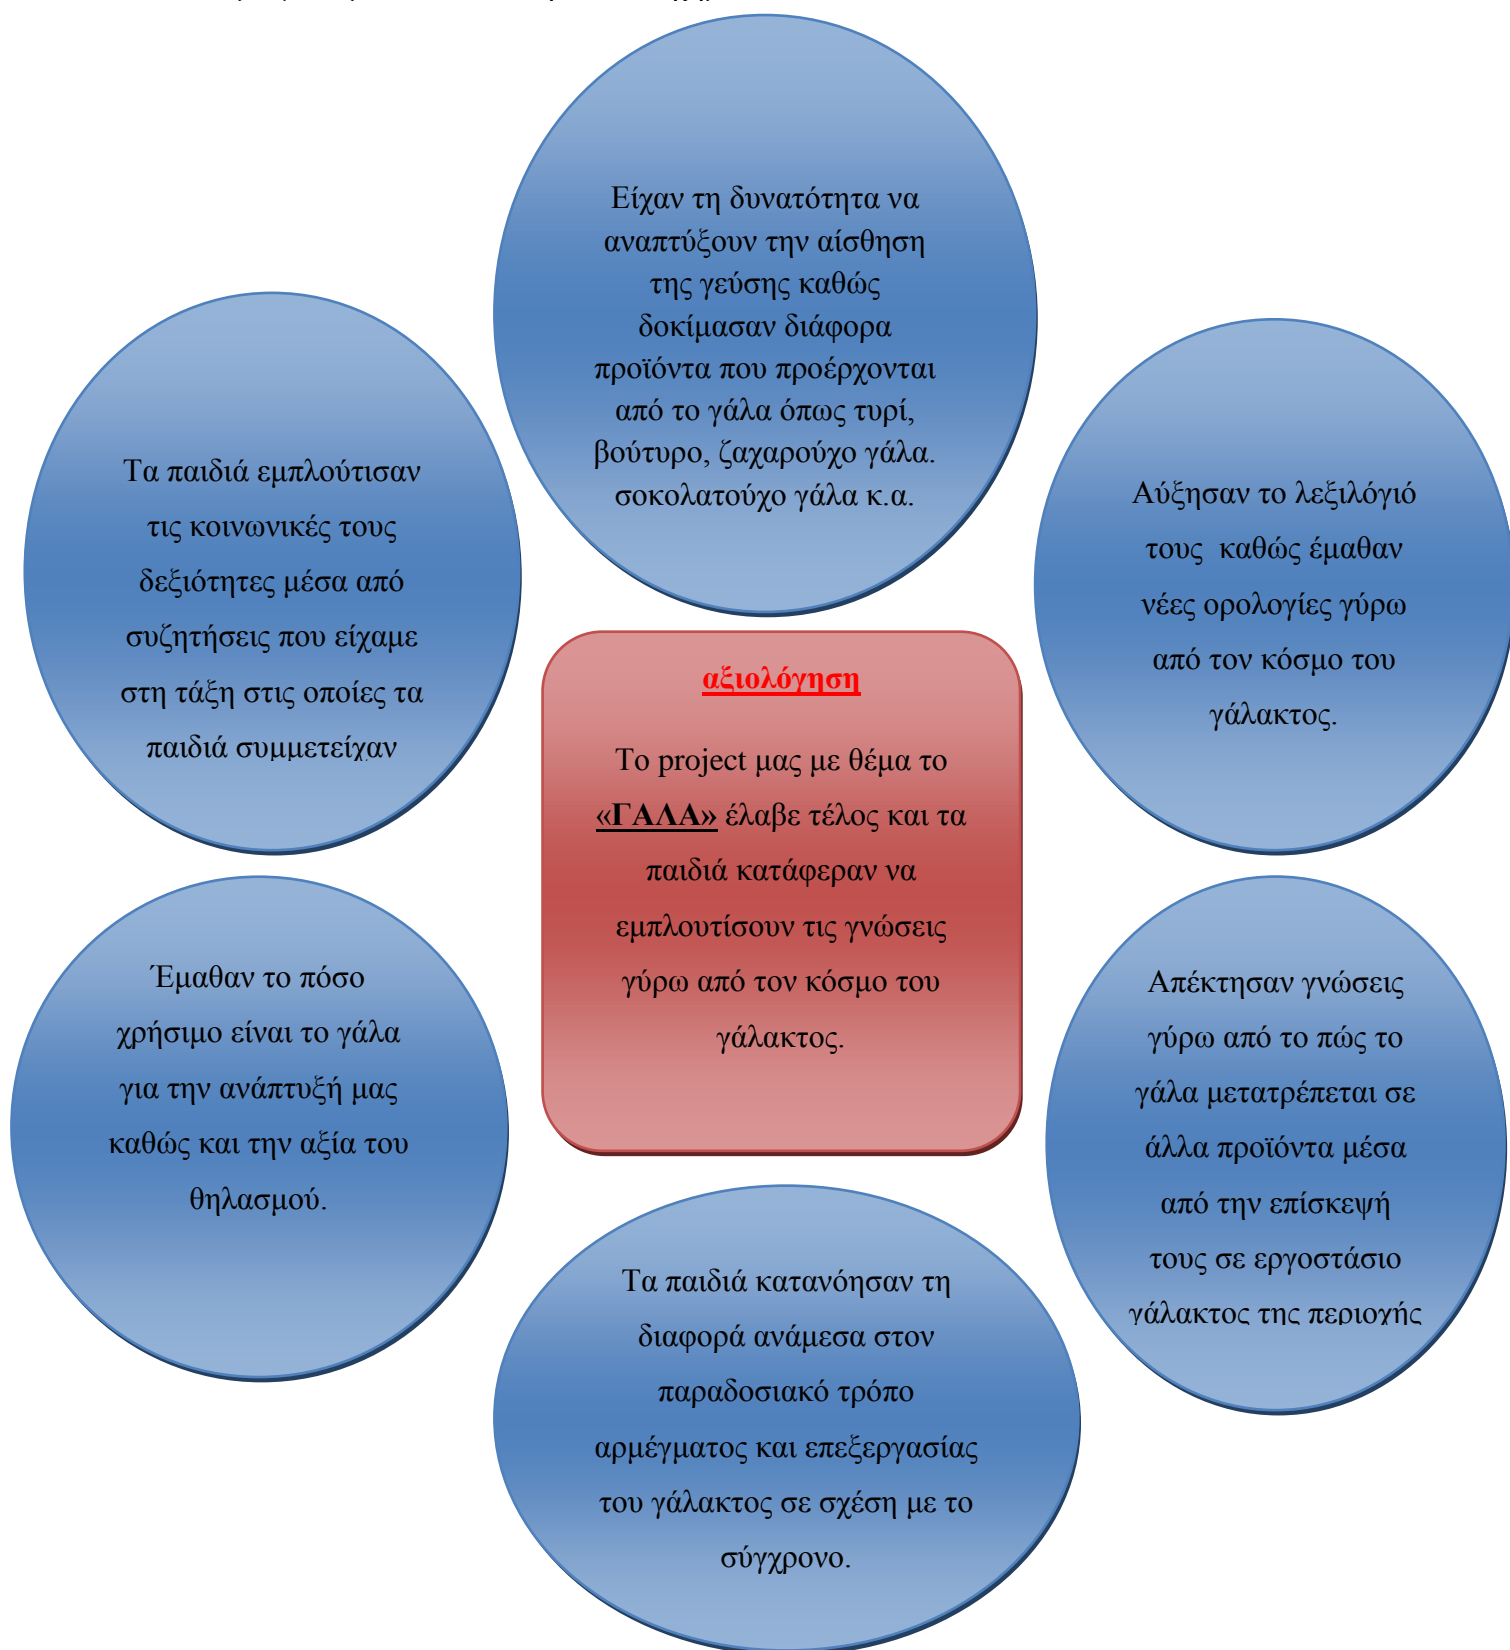 Είχαν τη δυνατότητα να
αναπτύξουν την αίσθηση
της γεύσης καθώς
δοκίμασαν διάφορα
προϊόντα που προέρχονται
από το γάλα όπως τυρί,
βούτυρο, ζαχαρούχο γάλα.
σοκολατούχο γάλα κ.α.
Τα παιδιά εμπλούτισαν
τις κοινωνικές τους
δεξιότητες μέσα από
συζητήσεις που είχαμε
στη τάξη στις οποίες τα
παιδιά συμμετείχαν
Αύξησαν το λεξιλόγιό
τους καθώς έμαθαν
νέες ορολογίες γύρω
από τον κόσμο του
γάλακτος.
αξιολόγηση
Το project μας με θέμα το
«ΓΑΛΑ» έλαβε τέλος και τα
παιδιά κατάφεραν να
εμπλουτίσουν τις γνώσεις
γύρω από τον κόσμο του
γάλακτος.
Έμαθαν το πόσο
χρήσιμο είναι το γάλα
για την ανάπτυξή μας
καθώς και την αξία του
θηλασμού.
Απέκτησαν γνώσεις
γύρω από το πώς το
γάλα μετατρέπεται σε
άλλα προϊόντα μέσα
από την επίσκεψή
τους σε εργοστάσιο
γάλακτος της περιοχής
Τα παιδιά κατανόησαν τη
διαφορά ανάμεσα στον
παραδοσιακό τρόπο
αρμέγματος και επεξεργασίας
του γάλακτος σε σχέση με το
σύγχρονο.